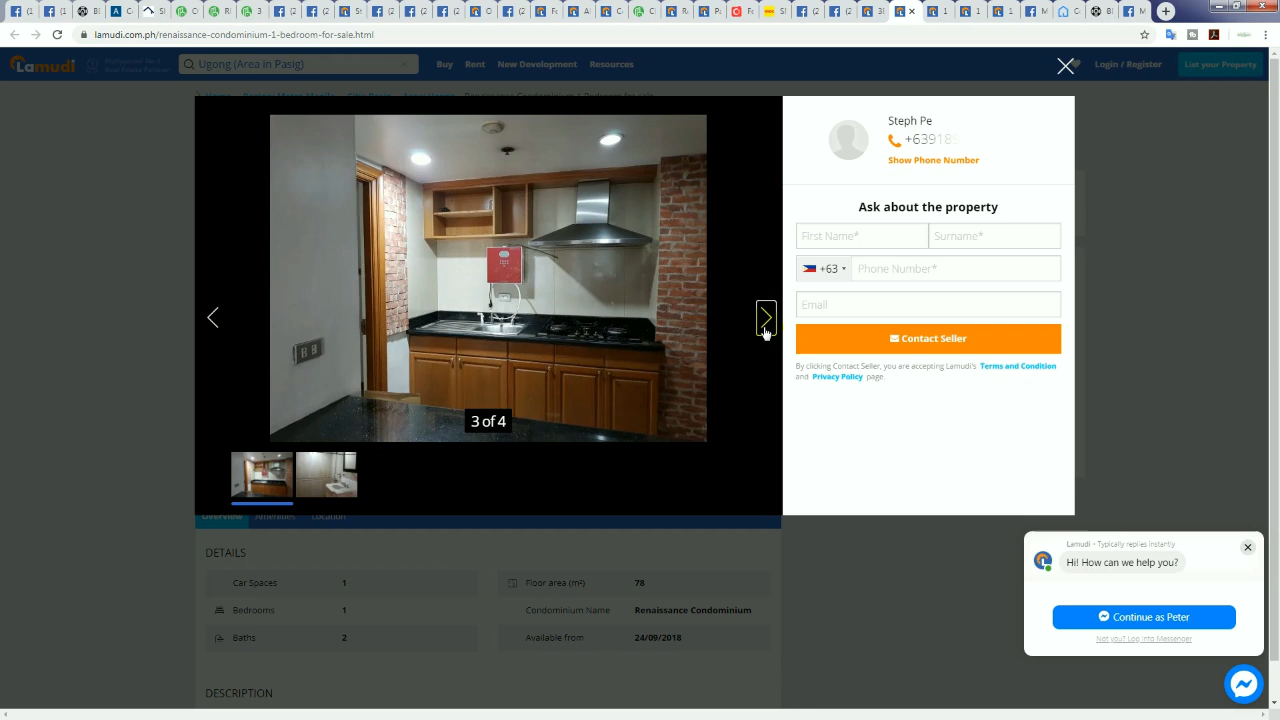 lamudi.com.ph/renaissance-condominium-1-bedroom-for-sale.html
Lamudi
Ugong (Area in Pasig)
Buy
Rent
New Development
Resources
Login / Register
List your Property
Steph Pe
+639185
Show Phone Number
Ask about the property
First Name*
Surname*
+63
Phone Number*
Email
Contact Seller
By clicking Contact Seller, you are accepting Lamudi's Terms and Condition
and Privacy Policy page.
3 of 4
Overview
Amenities
Location
DETAILS
Car Spaces 1
Floor area (m²) 78
Bedrooms 1
Condominium Name Renaissance Condominium
Baths 2
Available from 24/09/2018
DESCRIPTION
Lamudi • Typically replies instantly
Hi! How can we help you?
Continue as Peter
Not you? Log into Messenger